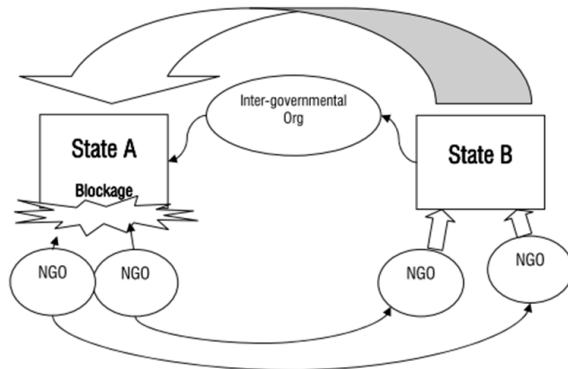 Inter-governmental
Org
State A
State B
Blockage
NGO
NGO
NGO
NGO